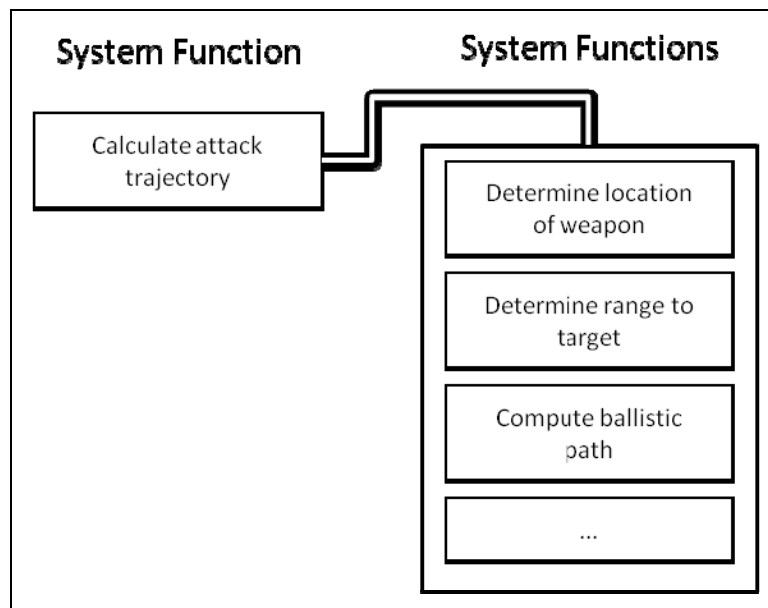 System Function
System Functions
Calculate attack
trajectory
Determine location
of weapon
Determine range to
target
Compute ballistic
path
...